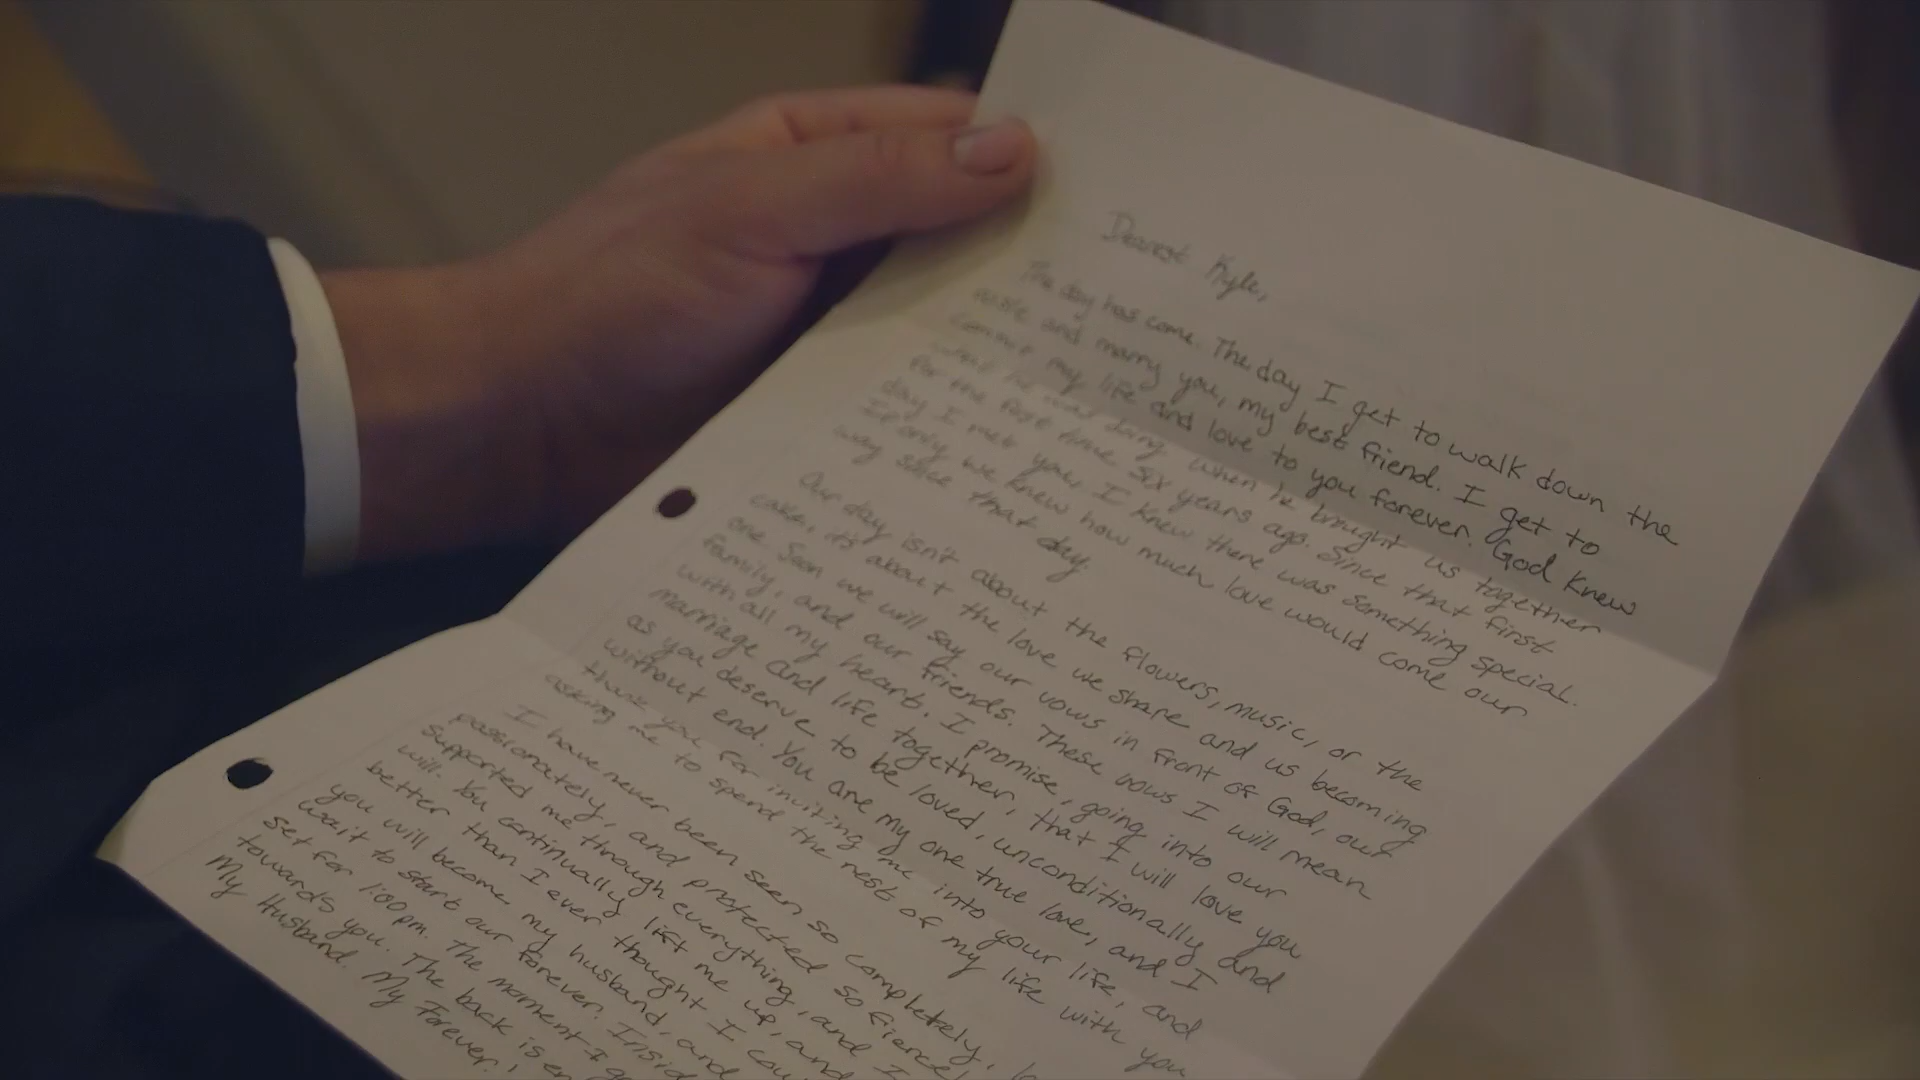 Dearest Kyle,
The day has come. The day I get to walk down the
aisle and marry you, my best friend. I get to
commit my life and love to you forever. God knew
what he was doing when he brought us together
for the first time six years ago. Since that first
day I met you, I knew there was something special.
If only we knew how much love would come our
way since that day.
Our day isn't about the flowers, music, or the
cake, it's about the love we share and us becoming
one. Soon we will say our vows in front of God, our
family, and our friends. These vows I will mean
with all my heart. I promise, going into our
marriage and life together, that I will love you
as you deserve to be loved, unconditionally and
without end. You are my one true love, and I
thank you for inviting me into your life, and
asking me to spend the rest of my life with you
I have never been seen so completely,
passionately, and protected so
supported me through everything, and I
will. You continually lift me up, and
better than I ever thought I
you will become my husband, and
wait to start our forever.
set for 1:00pm. The moment I
towards you. The back is
My Husband. My Forever.